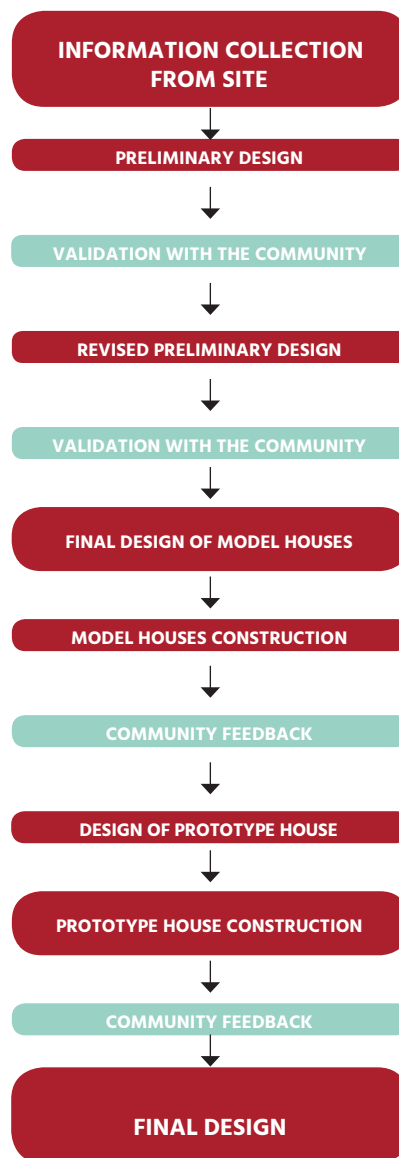 INFORMATION COLLECTION
FROM SITE
PRELIMINARY DESIGN
VALIDATION WITH THE COMMUNITY
REVISED PRELIMINARY DESIGN
VALIDATION WITH THE COMMUNITY
FINAL DESIGN OF MODEL HOUSES
MODEL HOUSES CONSTRUCTION
COMMUNITY FEEDBACK
DESIGN OF PROTOTYPE HOUSE
PROTOTYPE HOUSE CONSTRUCTION
COMMUNITY FEEDBACK
FINAL DESIGN